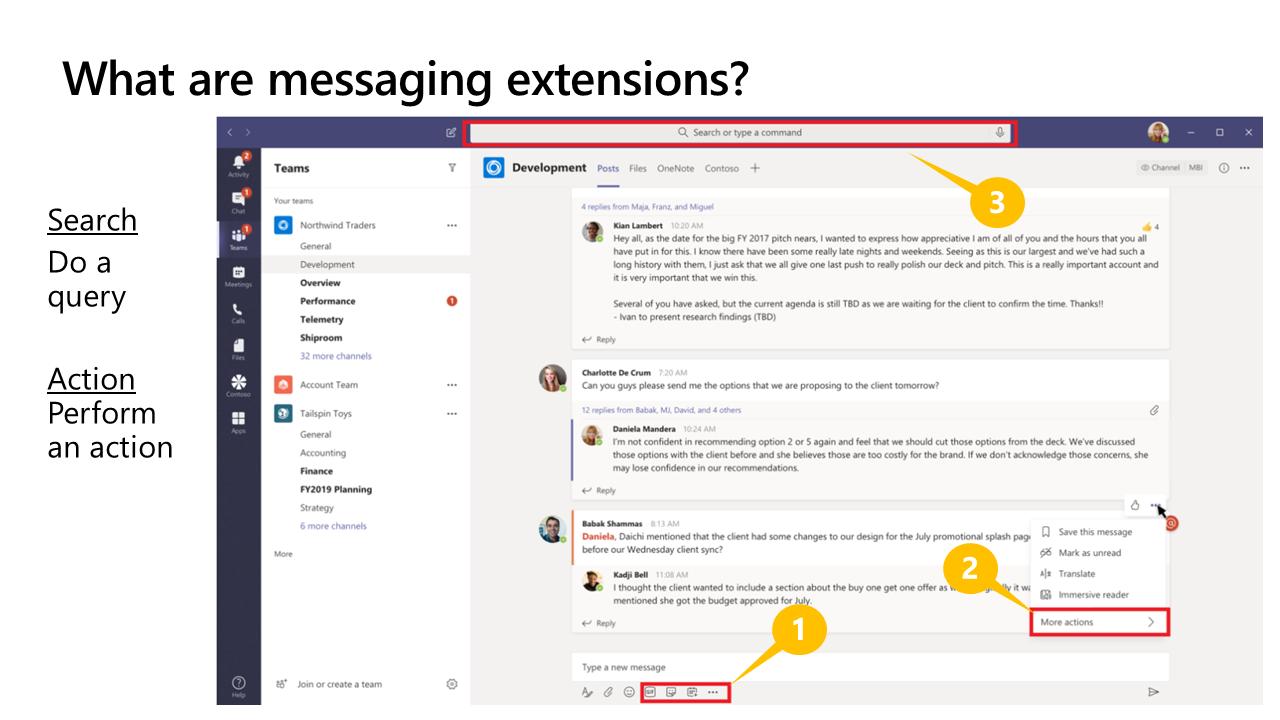 What are messaging extensions?
Search
Do a
query
Action
Perform
an action
Search or type a command
Activity
Chat
Teams
Meetings
Calls
Files
Contoso
Apps
Help
Teams
Your teams
Northwind Traders
General
Development
Overview
Performance
1
Telemetry
Shiproom
32 more channels
Account Team
Tailspin Toys
General
Accounting
Finance
FY2019 Planning
Strategy
6 more channels
More
Join or create a team
Development Posts Files OneNote Contoso
Channel MBI
3
4 replies from Maja, Franz, and Miguel
Kian Lambert 10:20 AM
4
Hey all, as the date for the big FY 2017 pitch nears, I wanted to express how appreciative I am of all of you and the hours that you all
have put in for this. I know there have been some really late nights and weekends. Seeing as this is our largest and we've had such a
long history with them, I just ask that we all give one last push to really polish our deck and pitch. This is a really important account and
it is very important that we win this.
Several of you have asked, but the current agenda is still TBD as we are waiting for the client to confirm the time. Thanks!!
- Ivan to present research findings (TBD)
Reply
Charlotte De Crum 7:20 AM
Can you guys please send me the options that we are proposing to the client tomorrow?
12 replies from Babak, MJ, David, and 4 others
Daniela Mandera 10:24 AM
I'm not confident in recommending option 2 or 5 again and feel that we should cut those options from the deck. We've discussed
those options with the client before and she believes those are too costly for the brand. If we don't acknowledge those concerns, she
may lose confidence in our recommendations.
Reply
Babak Shammas 8:13 AM
Daniela, Daichi mentioned that the client had some changes to our design for the July promotional splash page
before our Wednesday client sync?
Kadji Bell 11:08 AM
I thought the client wanted to include a section about the buy one get one offer as it wa
mentioned she got the budget approved for July.
Reply
Save this message
Mark as unread
Translate
Immersive reader
More actions
2
1
Type a new message
GIF